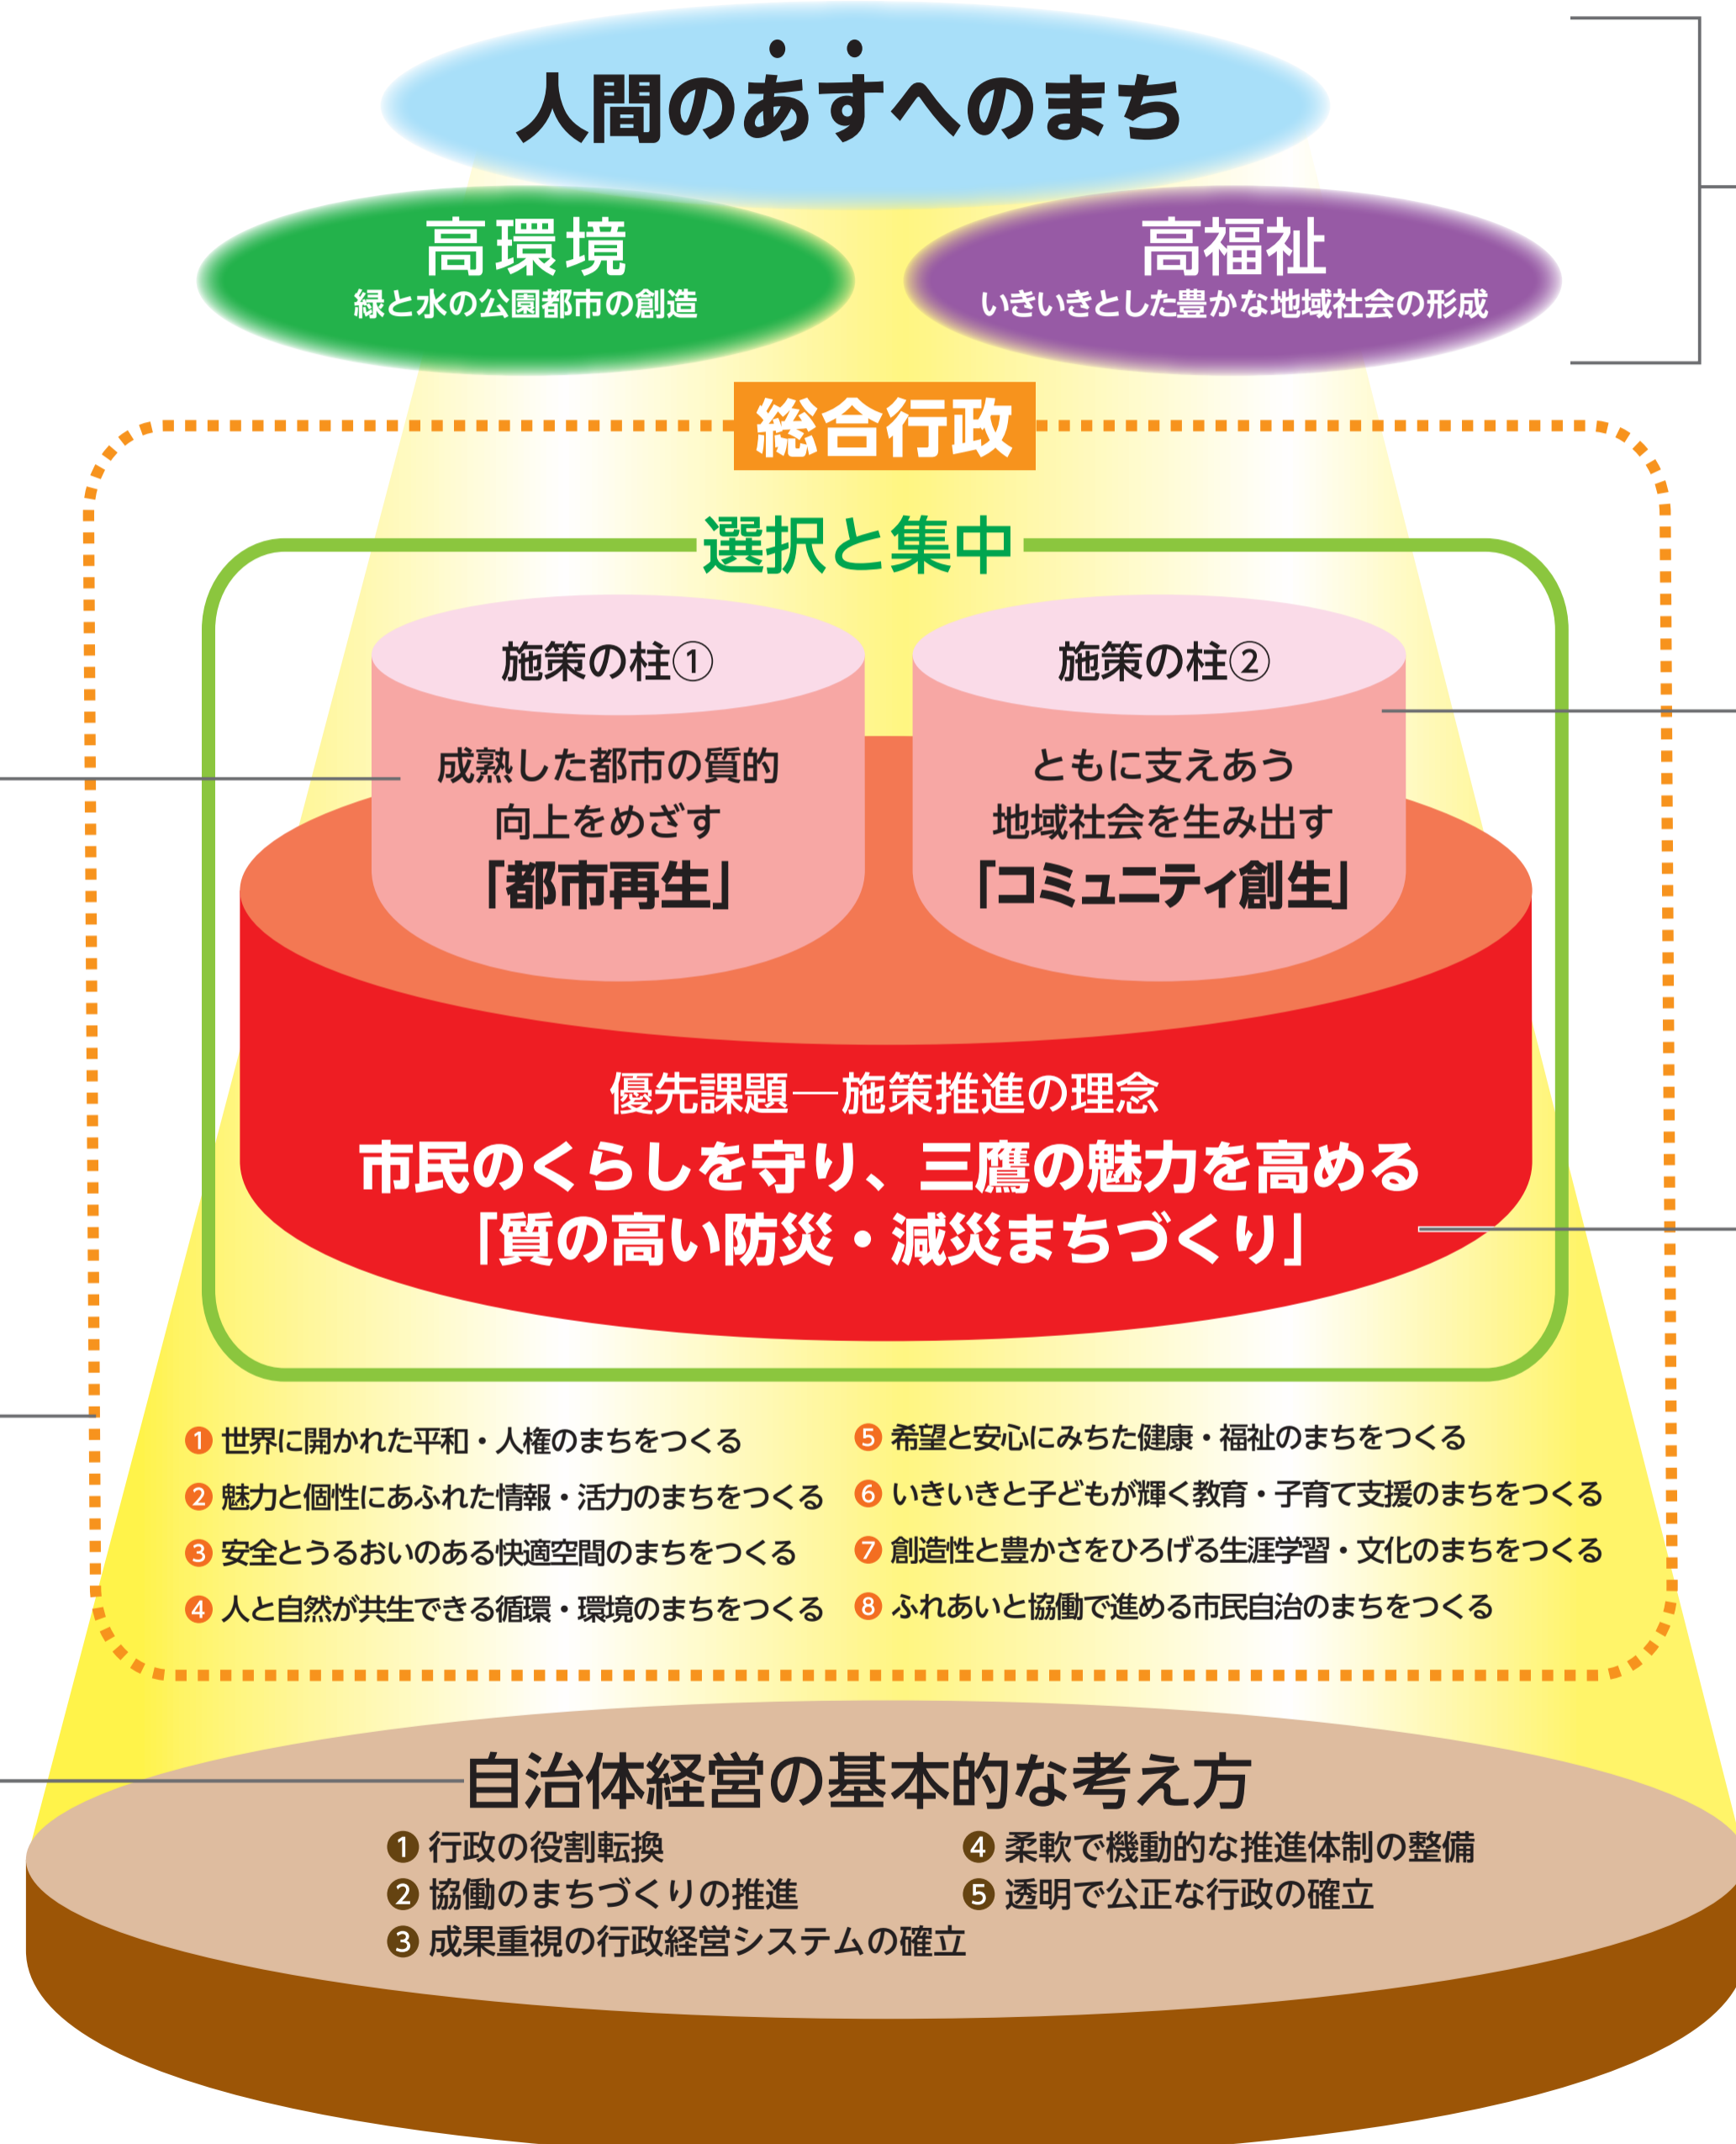 人間のあすへのまち
高環境
緑と水の公園都市の創造
高福祉
いきいきとした豊かな地域社会の形成
総合行政
選択と集中
施策の柱①
成熟した都市の質的
向上をめざす
「都市再生」
施策の柱②
ともに支えあう
地域社会を生み出す
「コミュニティ創生」
優先課題──施策推進の理念
市民のくらしを守り、三鷹の魅力を高める
「質の高い防災・減災まちづくり」
❶ 世界に開かれた平和・人権のまちをつくる
❷ 魅力と個性にあふれた情報・活力のまちをつくる
❸ 安全とうるおいのある快適空間のまちをつくる
❹ 人と自然が共生できる循環・環境のまちをつくる
❺ 希望と安心にみちた健康・福祉のまちをつくる
❻ いきいきと子どもが輝く教育・子育て支援のまちをつくる
❼ 創造性と豊かさをひろげる生涯学習・文化のまちをつくる
❽ ふれあいと協働で進める市民自治のまちをつくる
自治体経営の基本的な考え方
❶ 行政の役割転換
❷ 協働のまちづくりの推進
❸ 成果重視の行政経営システムの確立
❹ 柔軟で機動的な推進体制の整備
❺ 透明で公正な行政の確立